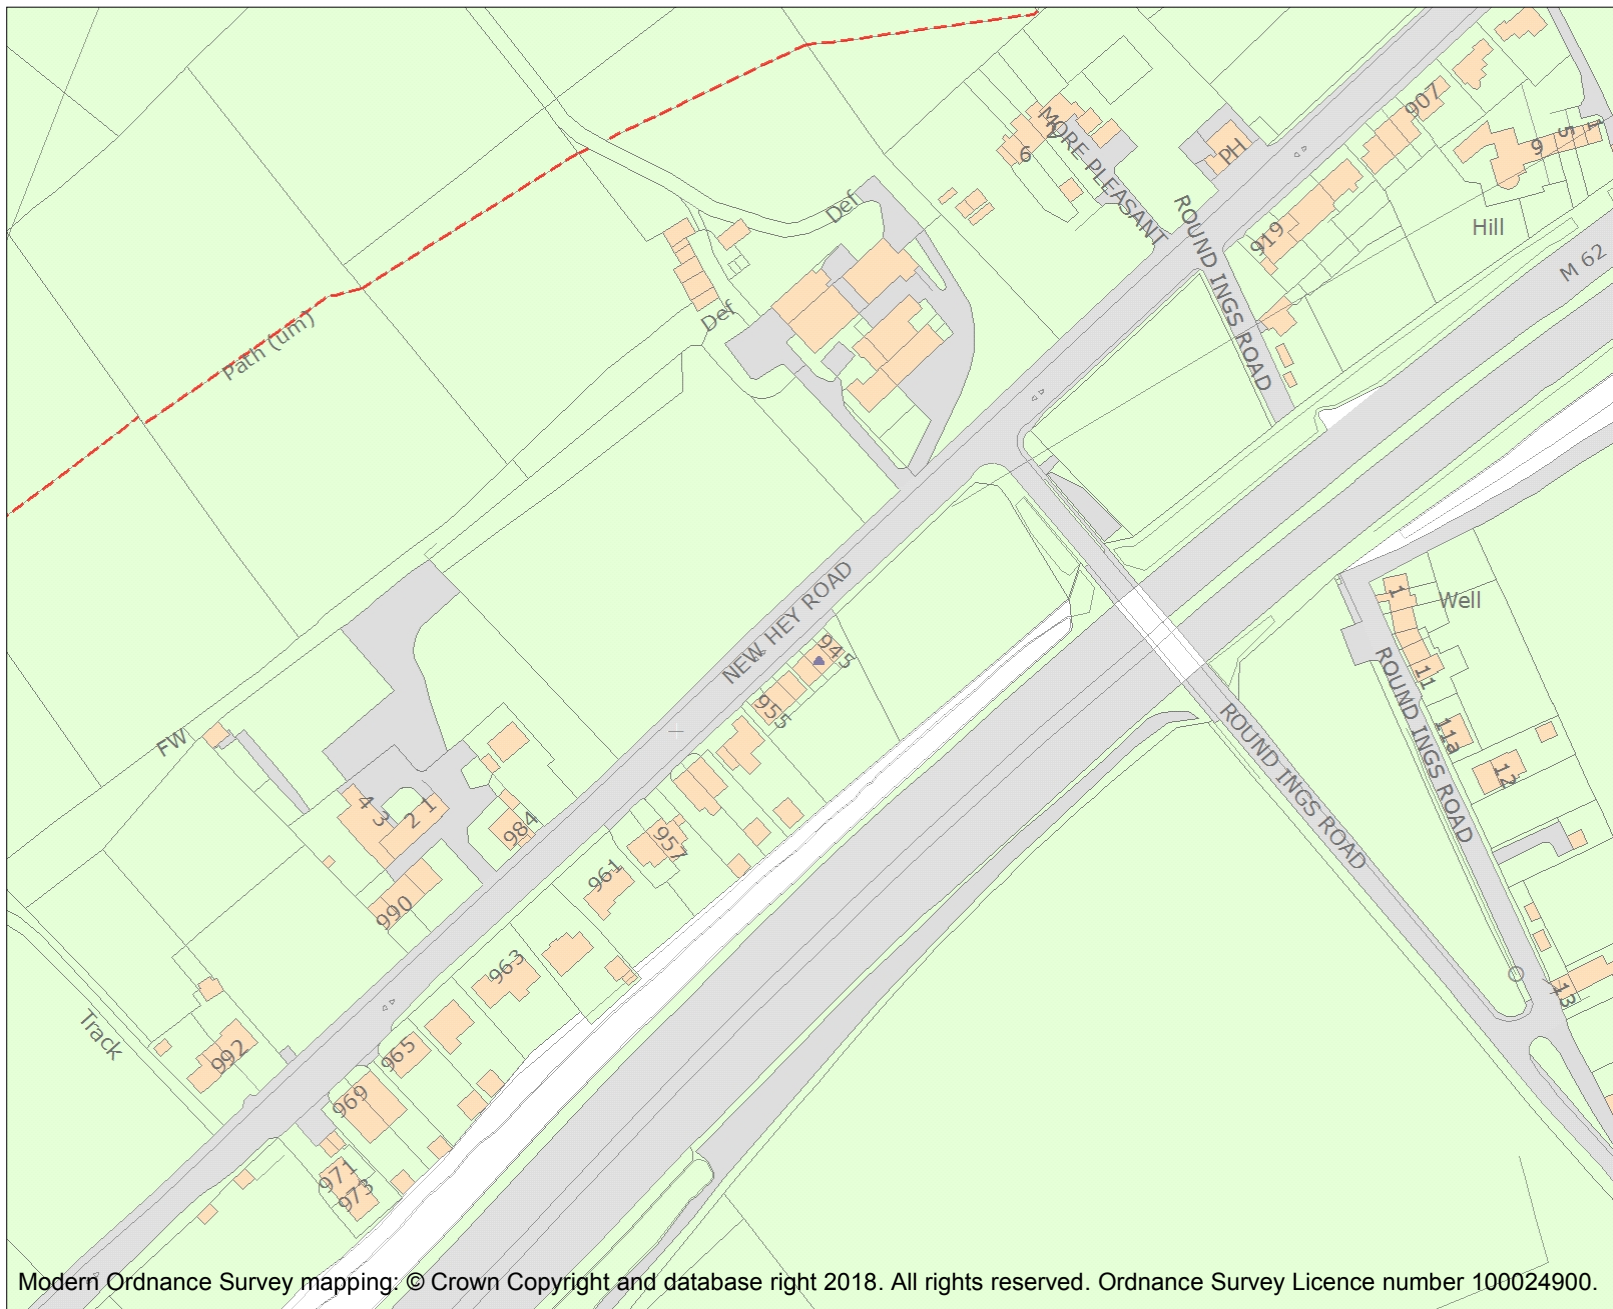 907
1
5
9
2
MORE PLEASANT
6
PH
ROUND INGS ROAD
919
Hill
M 62
Def
Def
Path (um)
NEW HEY ROAD
945
955
1
Well
11
ROUND INGS ROAD
11a
12
ROUND INGS ROAD
FW
4
3
2
1
984
957
961
990
963
13
Track
992
965
969
971
973
Modern Ordnance Survey mapping: © Crown Copyright and database right 2018. All rights reserved. Ordnance Survey Licence number 100024900.